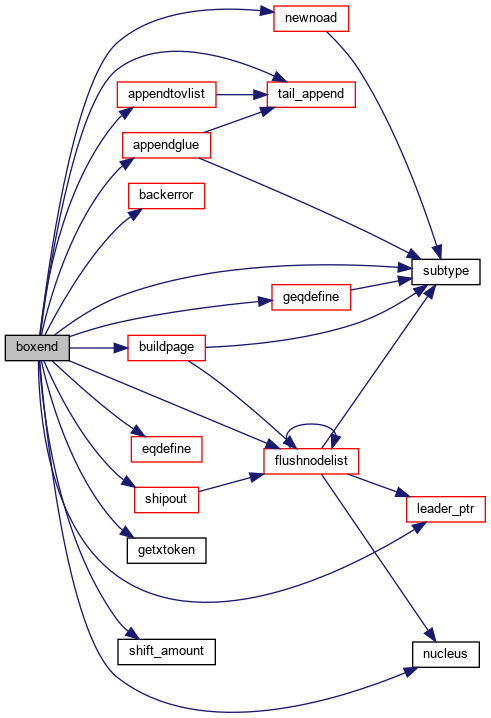 newnoad
appendtovlist
tail_append
appendglue
backerror
subtype
geqdefine
boxend
buildpage
eqdefine
flushnodelist
shipout
leader_ptr
getxtoken
shift_amount
nucleus